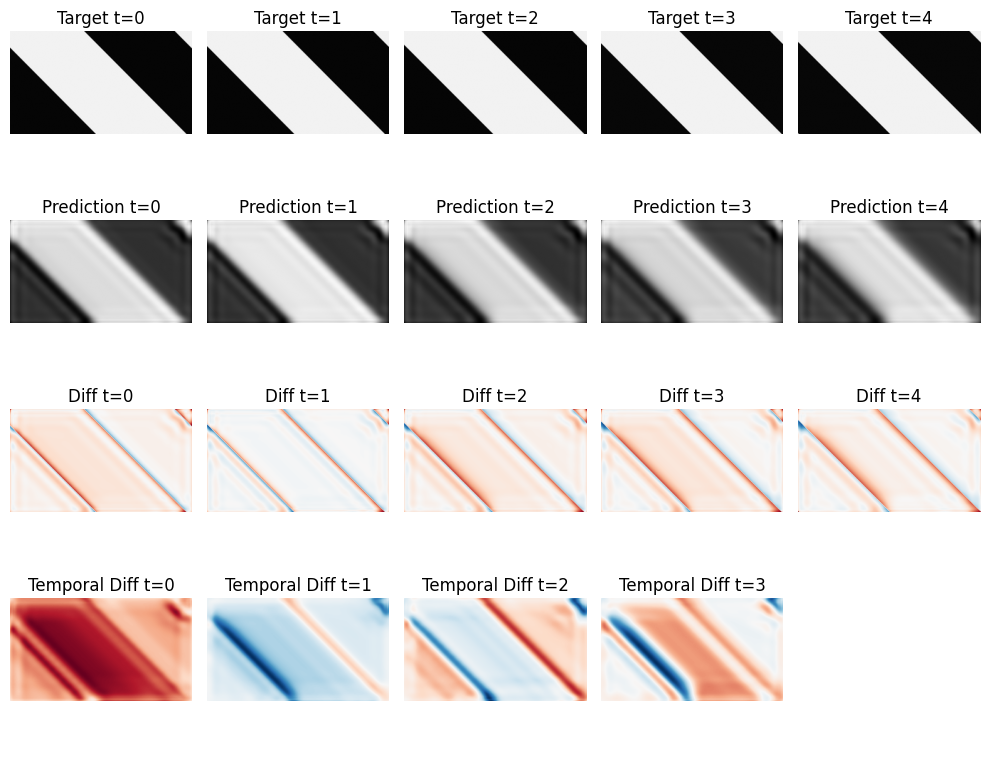 Target t=0
Target t=1
Target t=2
Target t=3
Target t=4
Prediction t=0
Prediction t=1
Prediction t=2
Prediction t=3
Prediction t=4
Diff t=0
Diff t=1
Diff t=2
Diff t=3
Diff t=4
Temporal Diff t=0
Temporal Diff t=1
Temporal Diff t=2
Temporal Diff t=3